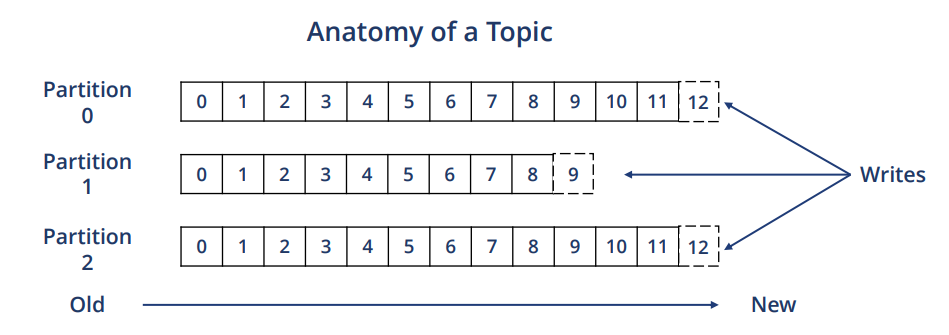 Anatomy of a Topic
Partition
0
0 1 2 3 4 5 6 7 8 9 10 11 12
Partition
1
0 1 2 3 4 5 6 7 8 9
Writes
Partition
2
0 1 2 3 4 5 6 7 8 9 10 11 12
Old New